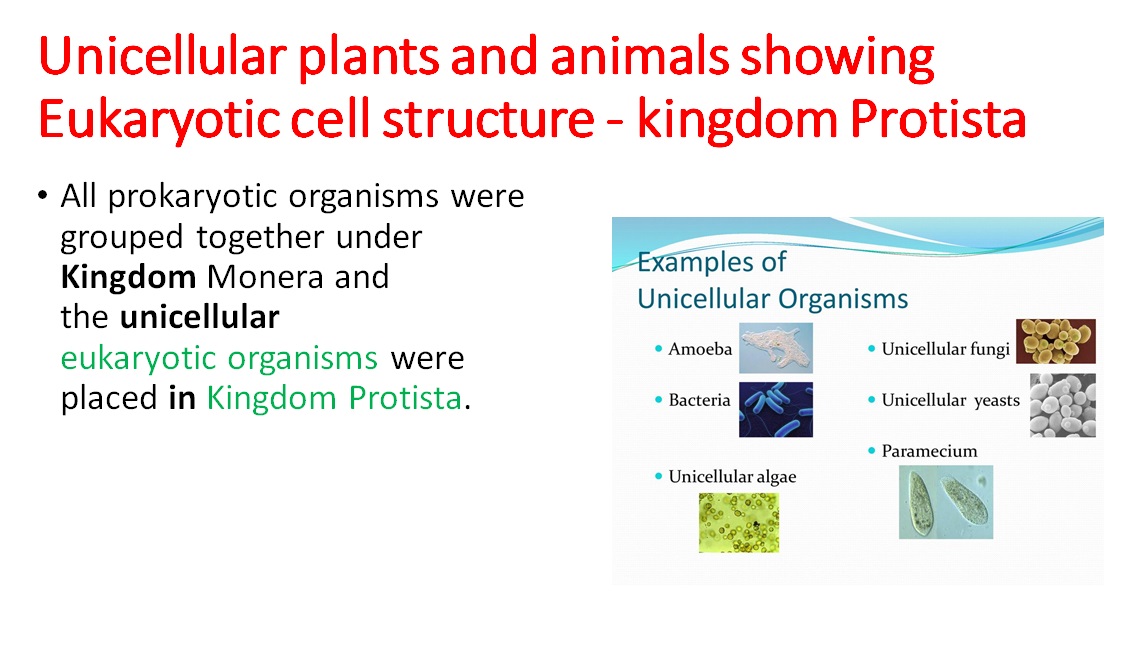 Unicellular plants and animals showing
Eukaryotic cell structure - kingdom Protista
• All prokaryotic organisms were
grouped together under
Kingdom Monera and
the unicellular
eukaryotic organisms were
placed in Kingdom Protista.
Examples of
Unicellular Organisms
• Amoeba
• Bacteria
• Unicellular algae
• Unicellular fungi
• Unicellular yeasts
• Paramecium